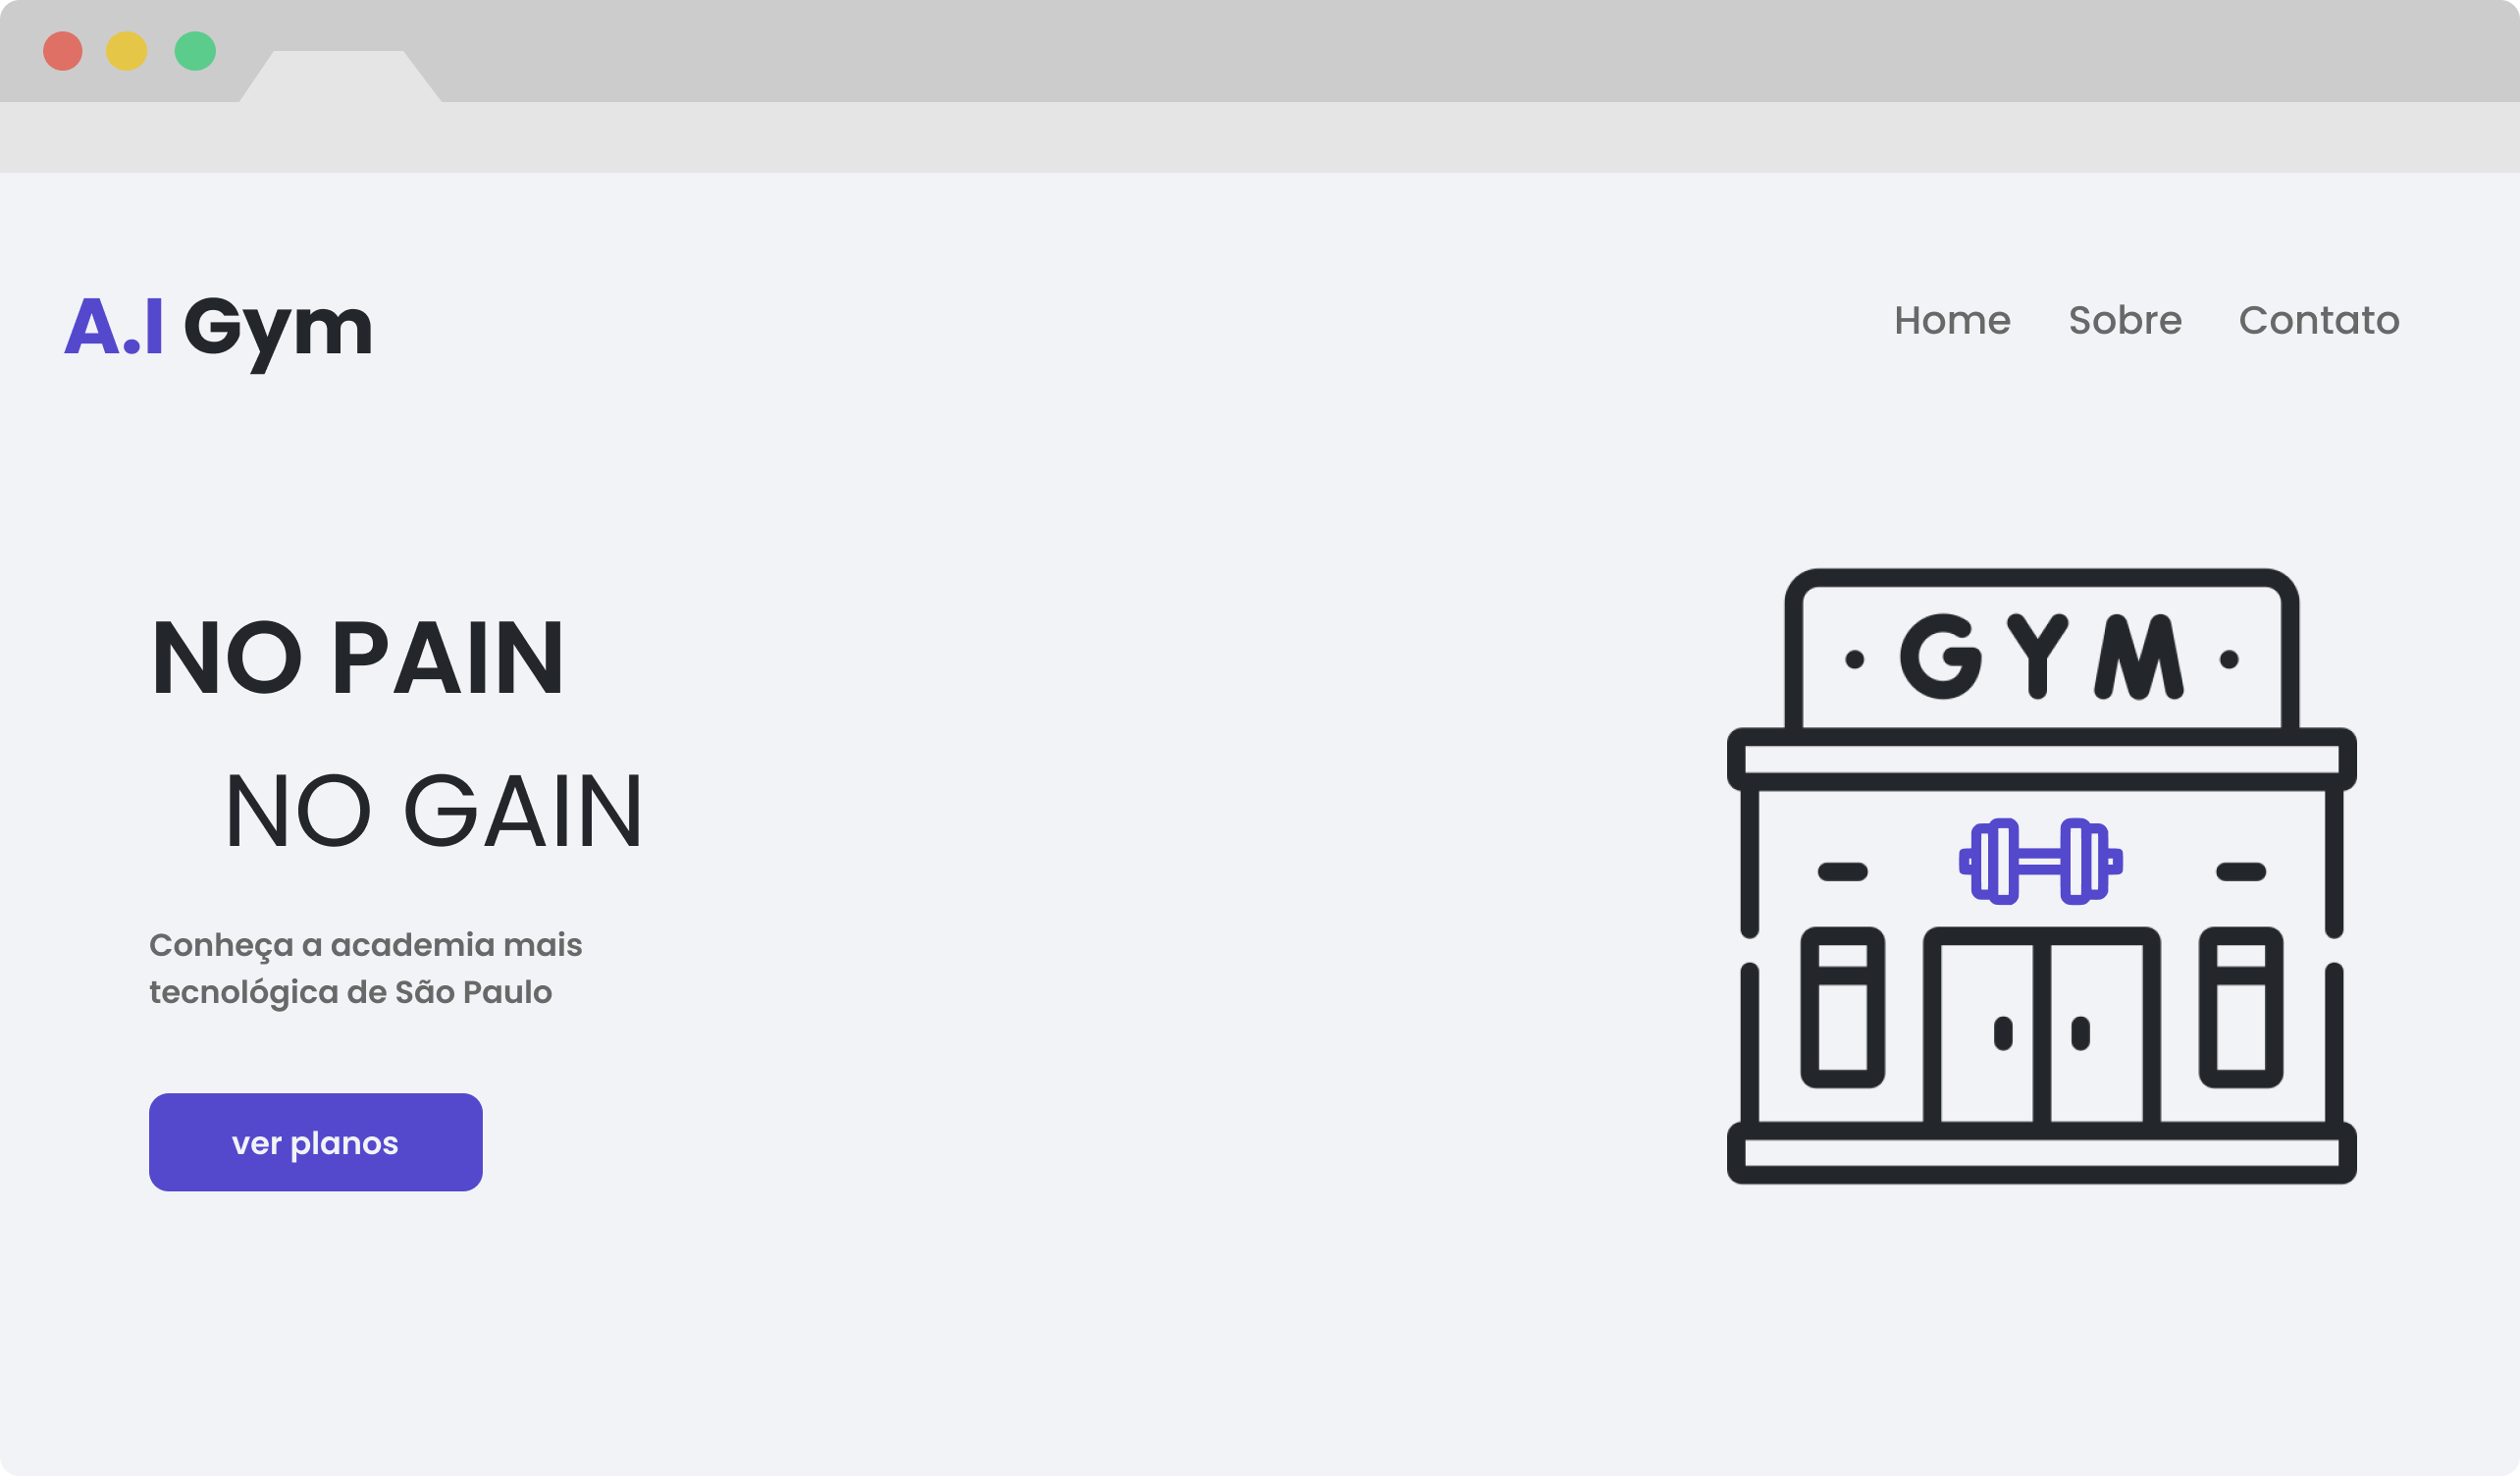 A.I Gym
Home Sobre Contato
NO PAIN
NO GAIN
Conheça a academia mais
tecnológica de São Paulo
ver planos
GYM